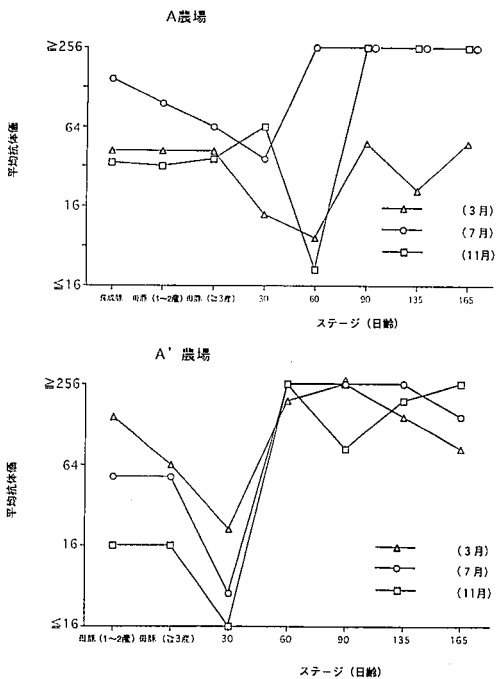 A農場
≧256
64
16
≦16
平均抗体価
(3月)
(7月)
(11月)
育成豚 母豚(1〜2産) 母豚(≧3産) 30 60 90 135 165
ステージ(日齢)
A'農場
≧256
64
16
≦16
平均抗体価
(3月)
(7月)
(11月)
母豚(1〜2産) 母豚(≧3産) 30 60 90 135 165
ステージ(日齢)